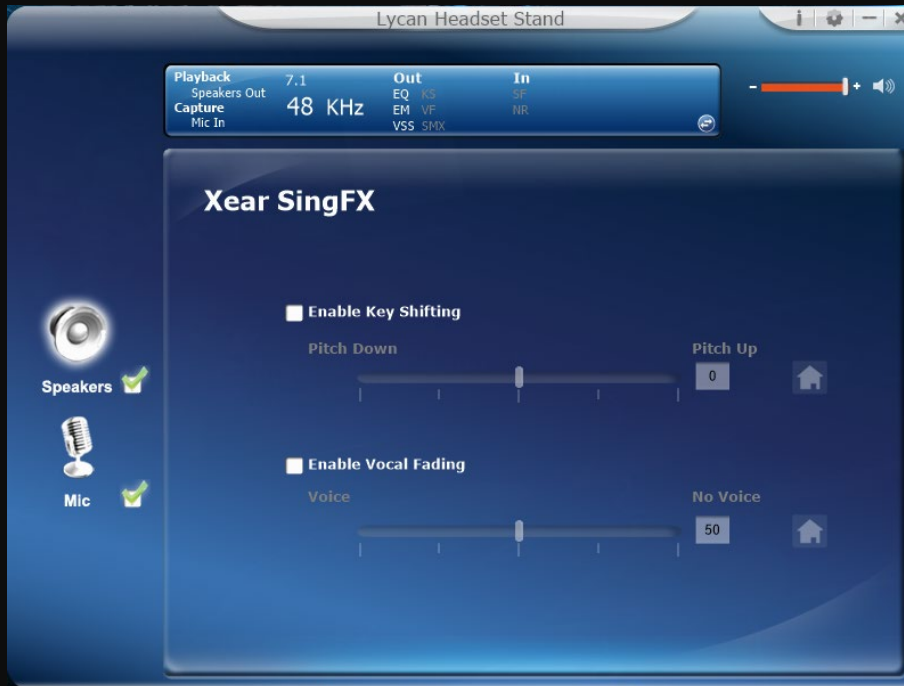 Lycan Headset Stand
Playback 7.1 Out In
Speakers Out EQ KS SF
Capture 48 KHz EM VF NR
Mic In VSS SMX
- +
Xear SingFX
Enable Key Shifting
Pitch Down Pitch Up
0
Speakers
Enable Vocal Fading
Mic
Voice No Voice
50